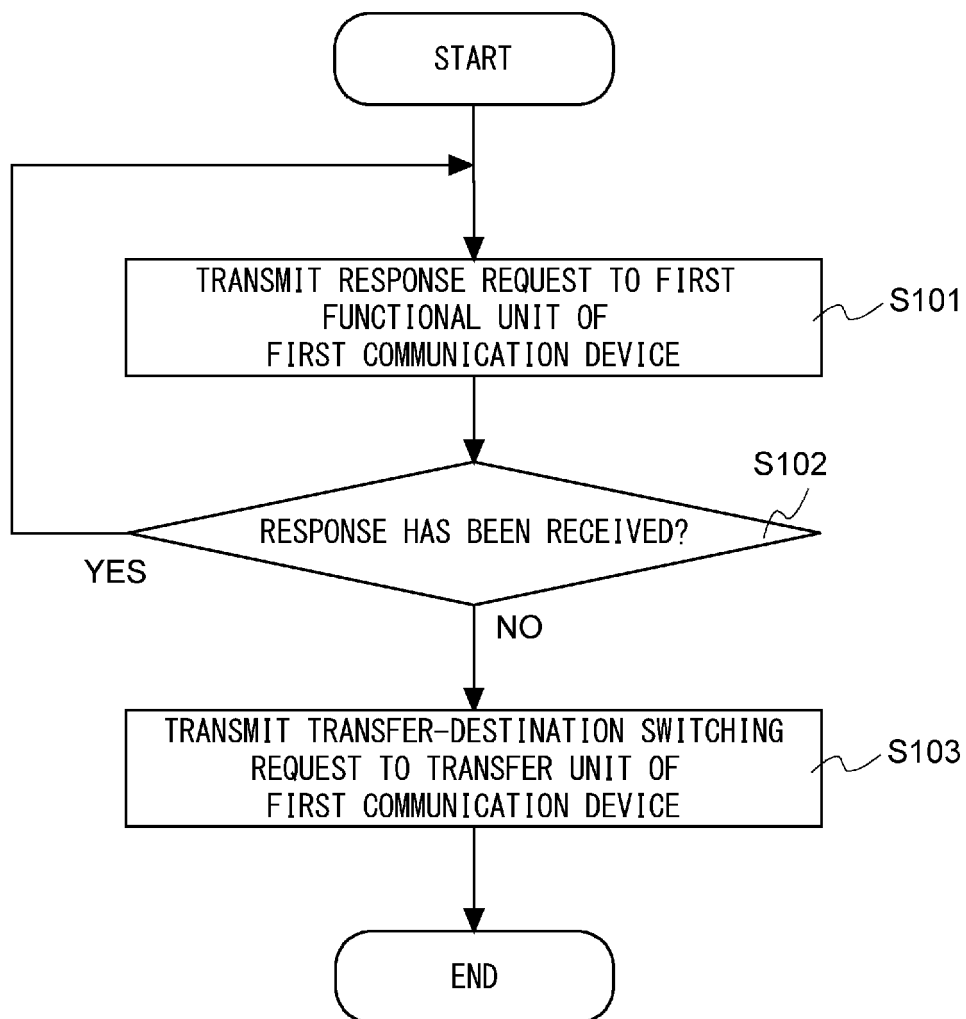 START
TRANSMIT RESPONSE REQUEST TO FIRST
FUNCTIONAL UNIT OF
FIRST COMMUNICATION DEVICE
S101
S102
RESPONSE HAS BEEN RECEIVED?
YES
NO
TRANSMIT TRANSFER-DESTINATION SWITCHING
REQUEST TO TRANSFER UNIT OF
FIRST COMMUNICATION DEVICE
S103
END